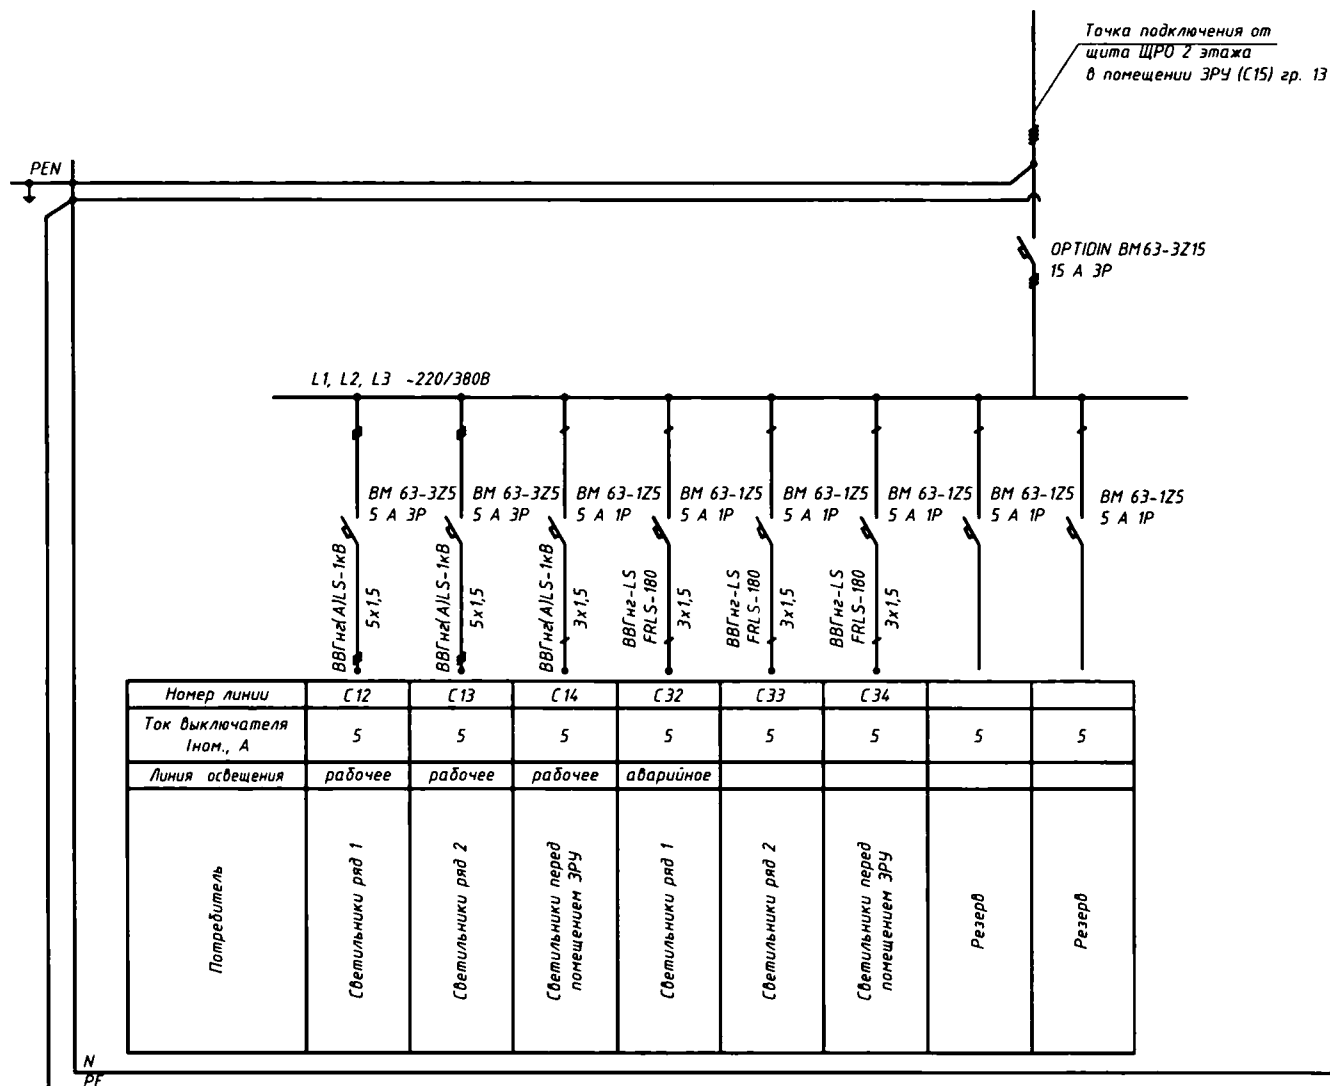 Точка подключения от
щита ЩРО 2 этажа
в помещении ЗРУ (С15) гр. 13
PEN
OPTIDIN BM63-3Z15
15 А 3Р
L1, L2, L3 ~220/380В
ВМ 63-3Z5
5 А 3Р
ВМ 63-3Z5
5 А 3Р
ВМ 63-1Z5
5 А 1Р
ВМ 63-1Z5
5 А 1Р
ВМ 63-1Z5
5 А 1Р
ВМ 63-1Z5
5 А 1Р
ВМ 63-1Z5
5 А 1Р
ВМ 63-1Z5
5 А 1Р
ВВГнг(А)LS-1кВ
5х1,5
ВВГнг(А)LS-1кВ
5х1,5
ВВГнг(А)LS-1кВ
3х1,5
ВВГнг-LS
FRLS-180
3х1,5
ВВГнг-LS
FRLS-180
3х1,5
ВВГнг-LS
FRLS-180
3х1,5
Номер линии С12 С13 С14 С32 С33 С34
Ток выключателя
Iном., А 5 5 5 5 5 5 5 5
Линия освещения рабочее рабочее рабочее аварийное
Потребитель
Светильники ряд 1
Светильники ряд 2
Светильники перед
помещением ЗРУ
Светильники ряд 1
Светильники ряд 2
Светильники перед
помещением ЗРУ
Резерв
Резерв
N
PE